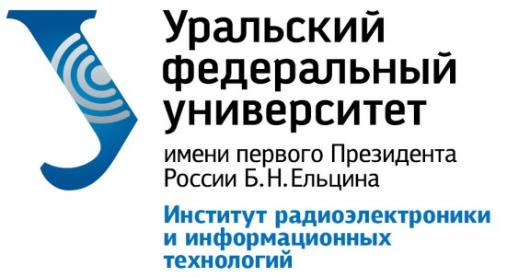 Уральский
федеральный
университет
имени первого Президента
России Б.Н.Ельцина
Институт радиоэлектроники
и информационных
технологий